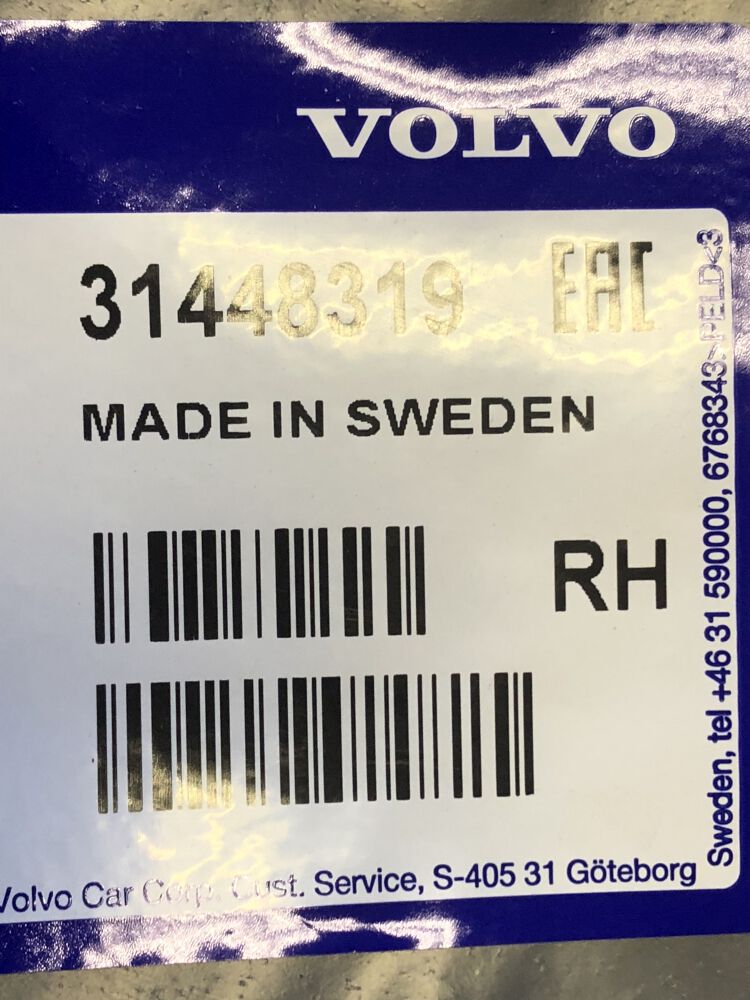 VOLVO
31448319 EAC
MADE IN SWEDEN
RH
Volvo Car Corp. Cust. Service, S-405 31 Göteborg
Sweden, tel +46 31 590000, 6768343>PELD<3